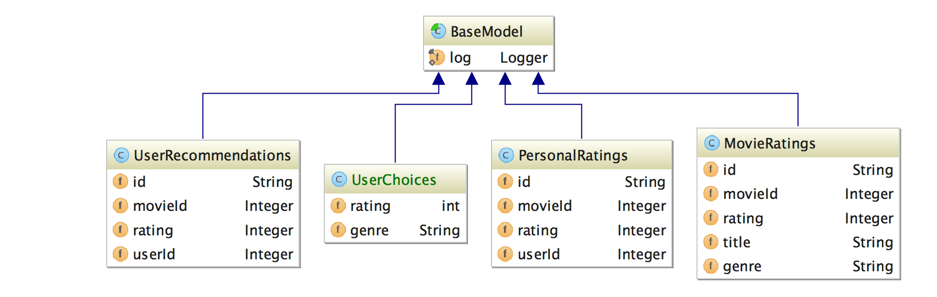 BaseModel
log Logger
UserRecommendations
id String
movieId Integer
rating Integer
userId Integer
UserChoices
rating int
genre String
PersonalRatings
id String
movieId Integer
rating Integer
userId Integer
MovieRatings
id String
movieId Integer
rating Integer
title String
genre String